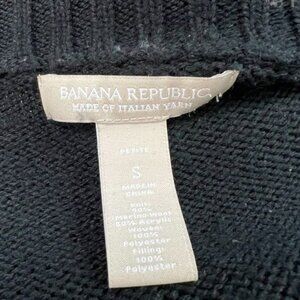 BANANA REPUBLIC
MADE OF ITALIAN YARN
PETITE
S
MADE IN
CHINA
Knit:
50%
Merino Wool
50% Acrylic
Woven:
100%
Polyester
Filling:
100%
Polyester